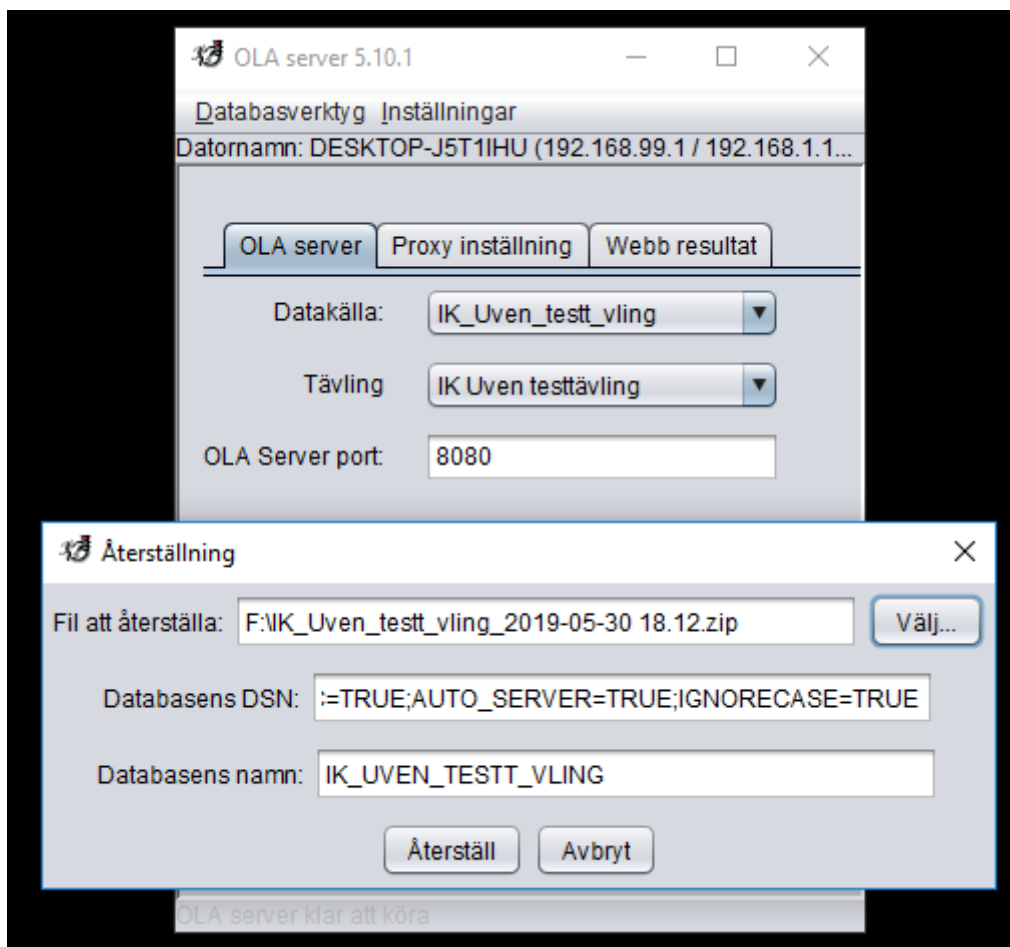 OLA server 5.10.1
Databasverktyg Inställningar
Datornamn: DESKTOP-J5T1IHU (192.168.99.1 / 192.168.1.1...
OLA server Proxy inställning Webb resultat
Datakälla: IK_Uven_testt_vling
Tävling IK Uven testtävling
OLA Server port: 8080
Återställning
Fil att återställa: F:\IK_Uven_testt_vling_2019-05-30 18.12.zip Välj...
Databasens DSN: :=TRUE;AUTO_SERVER=TRUE;IGNORECASE=TRUE
Databasens namn: IK_UVEN_TESTT_VLING
Återställ Avbryt
OLA server klar att köra